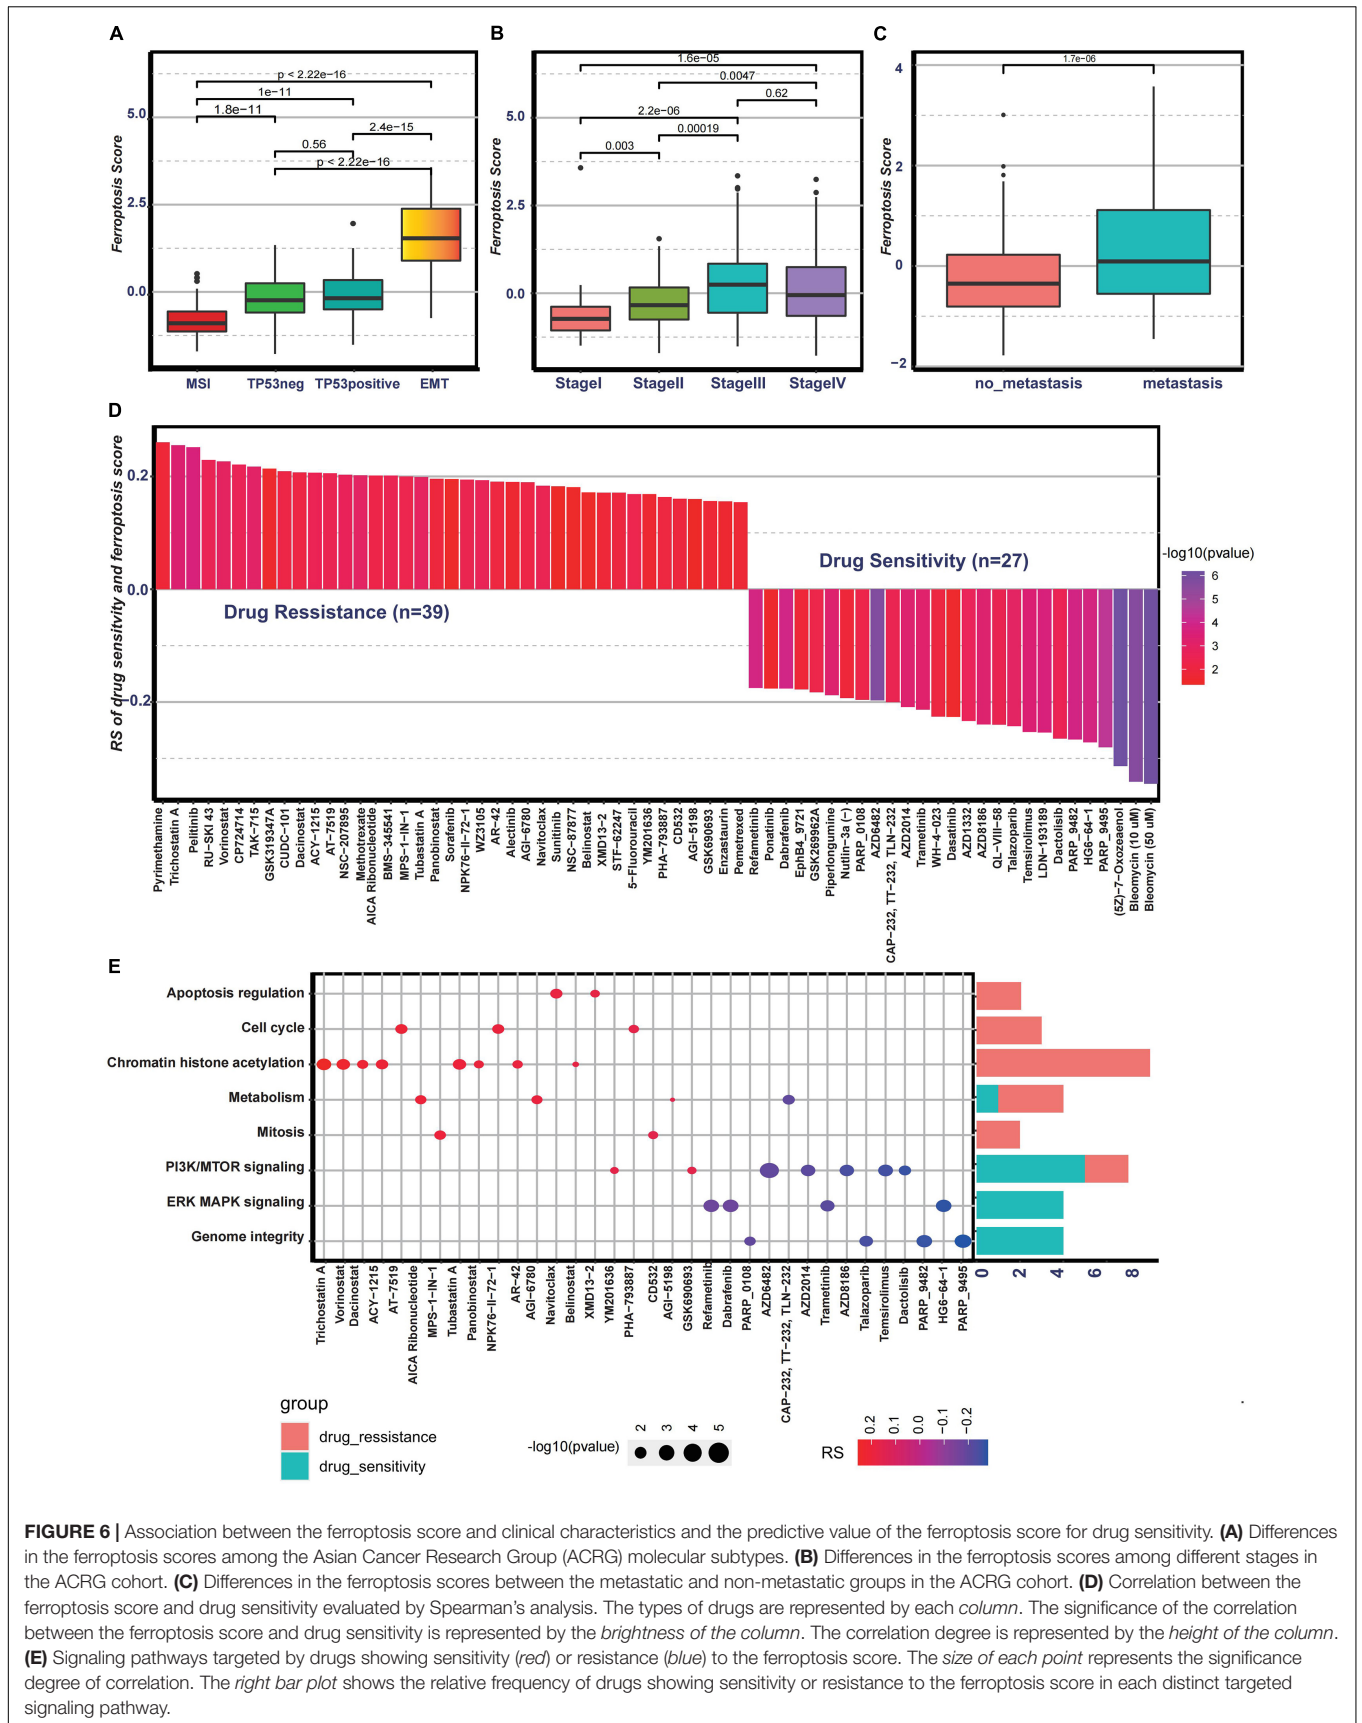 A
Ferroptosis Score
5.0
2.5
0.0
p < 2.22e−16
1e−11
1.8e−11
2.4e−15
0.56
p < 2.22e−16
MSI
TP53neg
TP53positive
EMT
B
Ferroptosis Score
5.0
2.5
0.0
1.6e−05
0.0047
0.62
2.2e−06
0.00019
0.003
StageI
StageII
StageIII
StageIV
C
Ferroptosis Score
4
2
0
−2
1.7e−06
no_metastasis
metastasis
D
RS of drug sensitvity and ferroptosis score
0.2
0.0
−0.2
Drug Ressistance (n=39)
Drug Sensitivity (n=27)
-log10(pvalue)
6
5
4
3
2
Pyrimethamine
Trichostatin A
Pelitinib
RU−SKI 43
Vorinostat
CP724714
TAK−715
GSK319347A
CUDC−101
Dacinostat
ACY−1215
AT−7519
NSC−207895
Methotrexate
AICA Ribonucleotide
BMS−345541
MPS−1−IN−1
Tubastatin A
Panobinostat
Sorafenib
NPK76−II−72−1
WZ3105
AR−42
Alectinib
AGI−6780
Navitoclax
Sunitinib
NSC−87877
Belinostat
XMD13−2
STF−62247
5−Fluorouracil
YM201636
PHA−793887
CD532
AGI−5198
GSK690693
Enzastaurin
Pemetrexed
Refametinib
Ponatinib
Dabrafenib
EphB4_9721
GSK269962A
Piperlongumine
Nutlin−3a (−)
PARP_0108
AZD6482
CAP−232, TT−232, TLN−232
AZD2014
Trametinib
WH−4−023
Dasatinib
AZD1332
AZD8186
QL−VIII−58
Talazoparib
Temsirolimus
LDN−193189
Dactolisib
PARP_9482
HG6−64−1
PARP_9495
(5Z)−7−Oxozeaenol
Bleomycin (10 uM)
Bleomycin (50 uM)
E
Apoptosis regulation
Cell cycle
Chromatin histone acetylation
Metabolism
Mitosis
PI3K/MTOR signaling
ERK MAPK signaling
Genome integrity
Trichostatin A
Vorinostat
Dacinostat
ACY−1215
AT−7519
AICA Ribonucleotide
MPS−1−IN−1
Tubastatin A
Panobinostat
NPK76−II−72−1
AR−42
AGI−6780
Navitoclax
Belinostat
XMD13−2
YM201636
PHA−793887
CD532
AGI−5198
GSK690693
Refametinib
Dabrafenib
PARP_0108
AZD6482
CAP−232, TT−232, TLN−232
AZD2014
Trametinib
AZD8186
Talazoparib
Temsirolimus
Dactolisib
PARP_9482
HG6−64−1
PARP_9495
0
2
4
6
8
group
drug_ressistance
drug_sensitivity
-log10(pvalue)
2
3
4
5
RS
0.2
0.1
0.0
−0.1
−0.2
FIGURE 6 | Association between the ferroptosis score and clinical characteristics and the predictive value of the ferroptosis score for drug sensitivity. (A) Differences
in the ferroptosis scores among the Asian Cancer Research Group (ACRG) molecular subtypes. (B) Differences in the ferroptosis scores among different stages in
the ACRG cohort. (C) Differences in the ferroptosis scores between the metastatic and non-metastatic groups in the ACRG cohort. (D) Correlation between the
ferroptosis score and drug sensitivity evaluated by Spearman's analysis. The types of drugs are represented by each column. The significance of the correlation
between the ferroptosis score and drug sensitivity is represented by the brightness of the column. The correlation degree is represented by the height of the column.
(E) Signaling pathways targeted by drugs showing sensitivity (red) or resistance (blue) to the ferroptosis score. The size of each point represents the significance
degree of correlation. The right bar plot shows the relative frequency of drugs showing sensitivity or resistance to the ferroptosis score in each distinct targeted
signaling pathway.